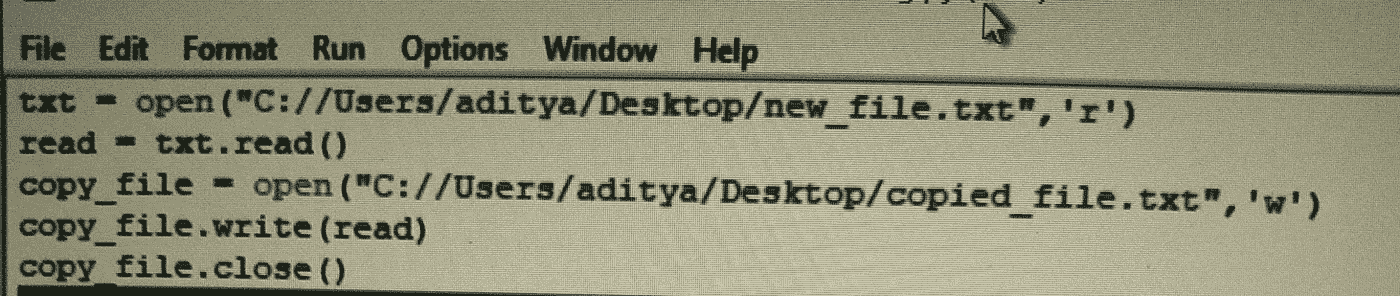 File Edit Format Run Options Window Help
txt = open("C://Users/aditya/Desktop/new_file.txt",'r')
read = txt.read()
copy_file = open("C://Users/aditya/Desktop/copied_file.txt",'w')
copy_file.write(read)
copy_file.close()